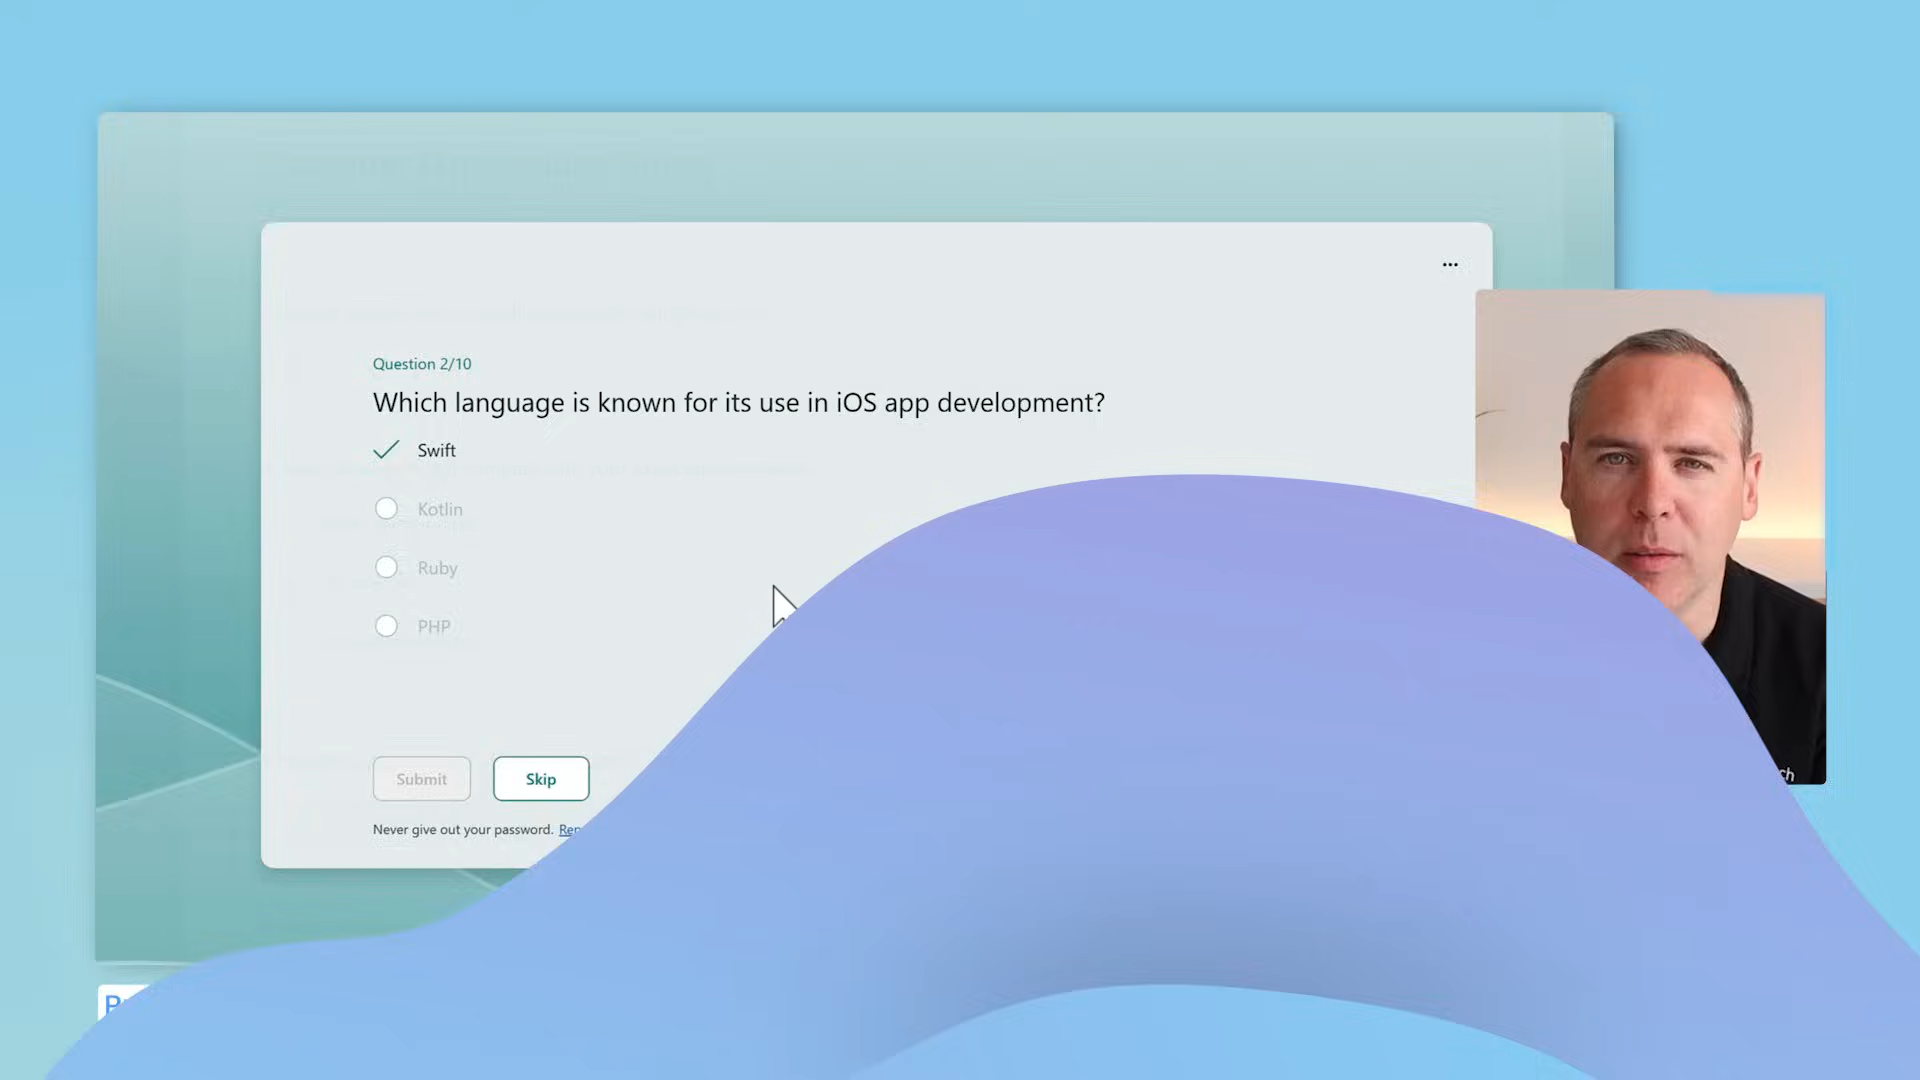 ...
Question 2/10
Which language is known for its use in iOS app development?
Swift
Kotlin
Ruby
PHP
Submit
Skip
Never give out your password.